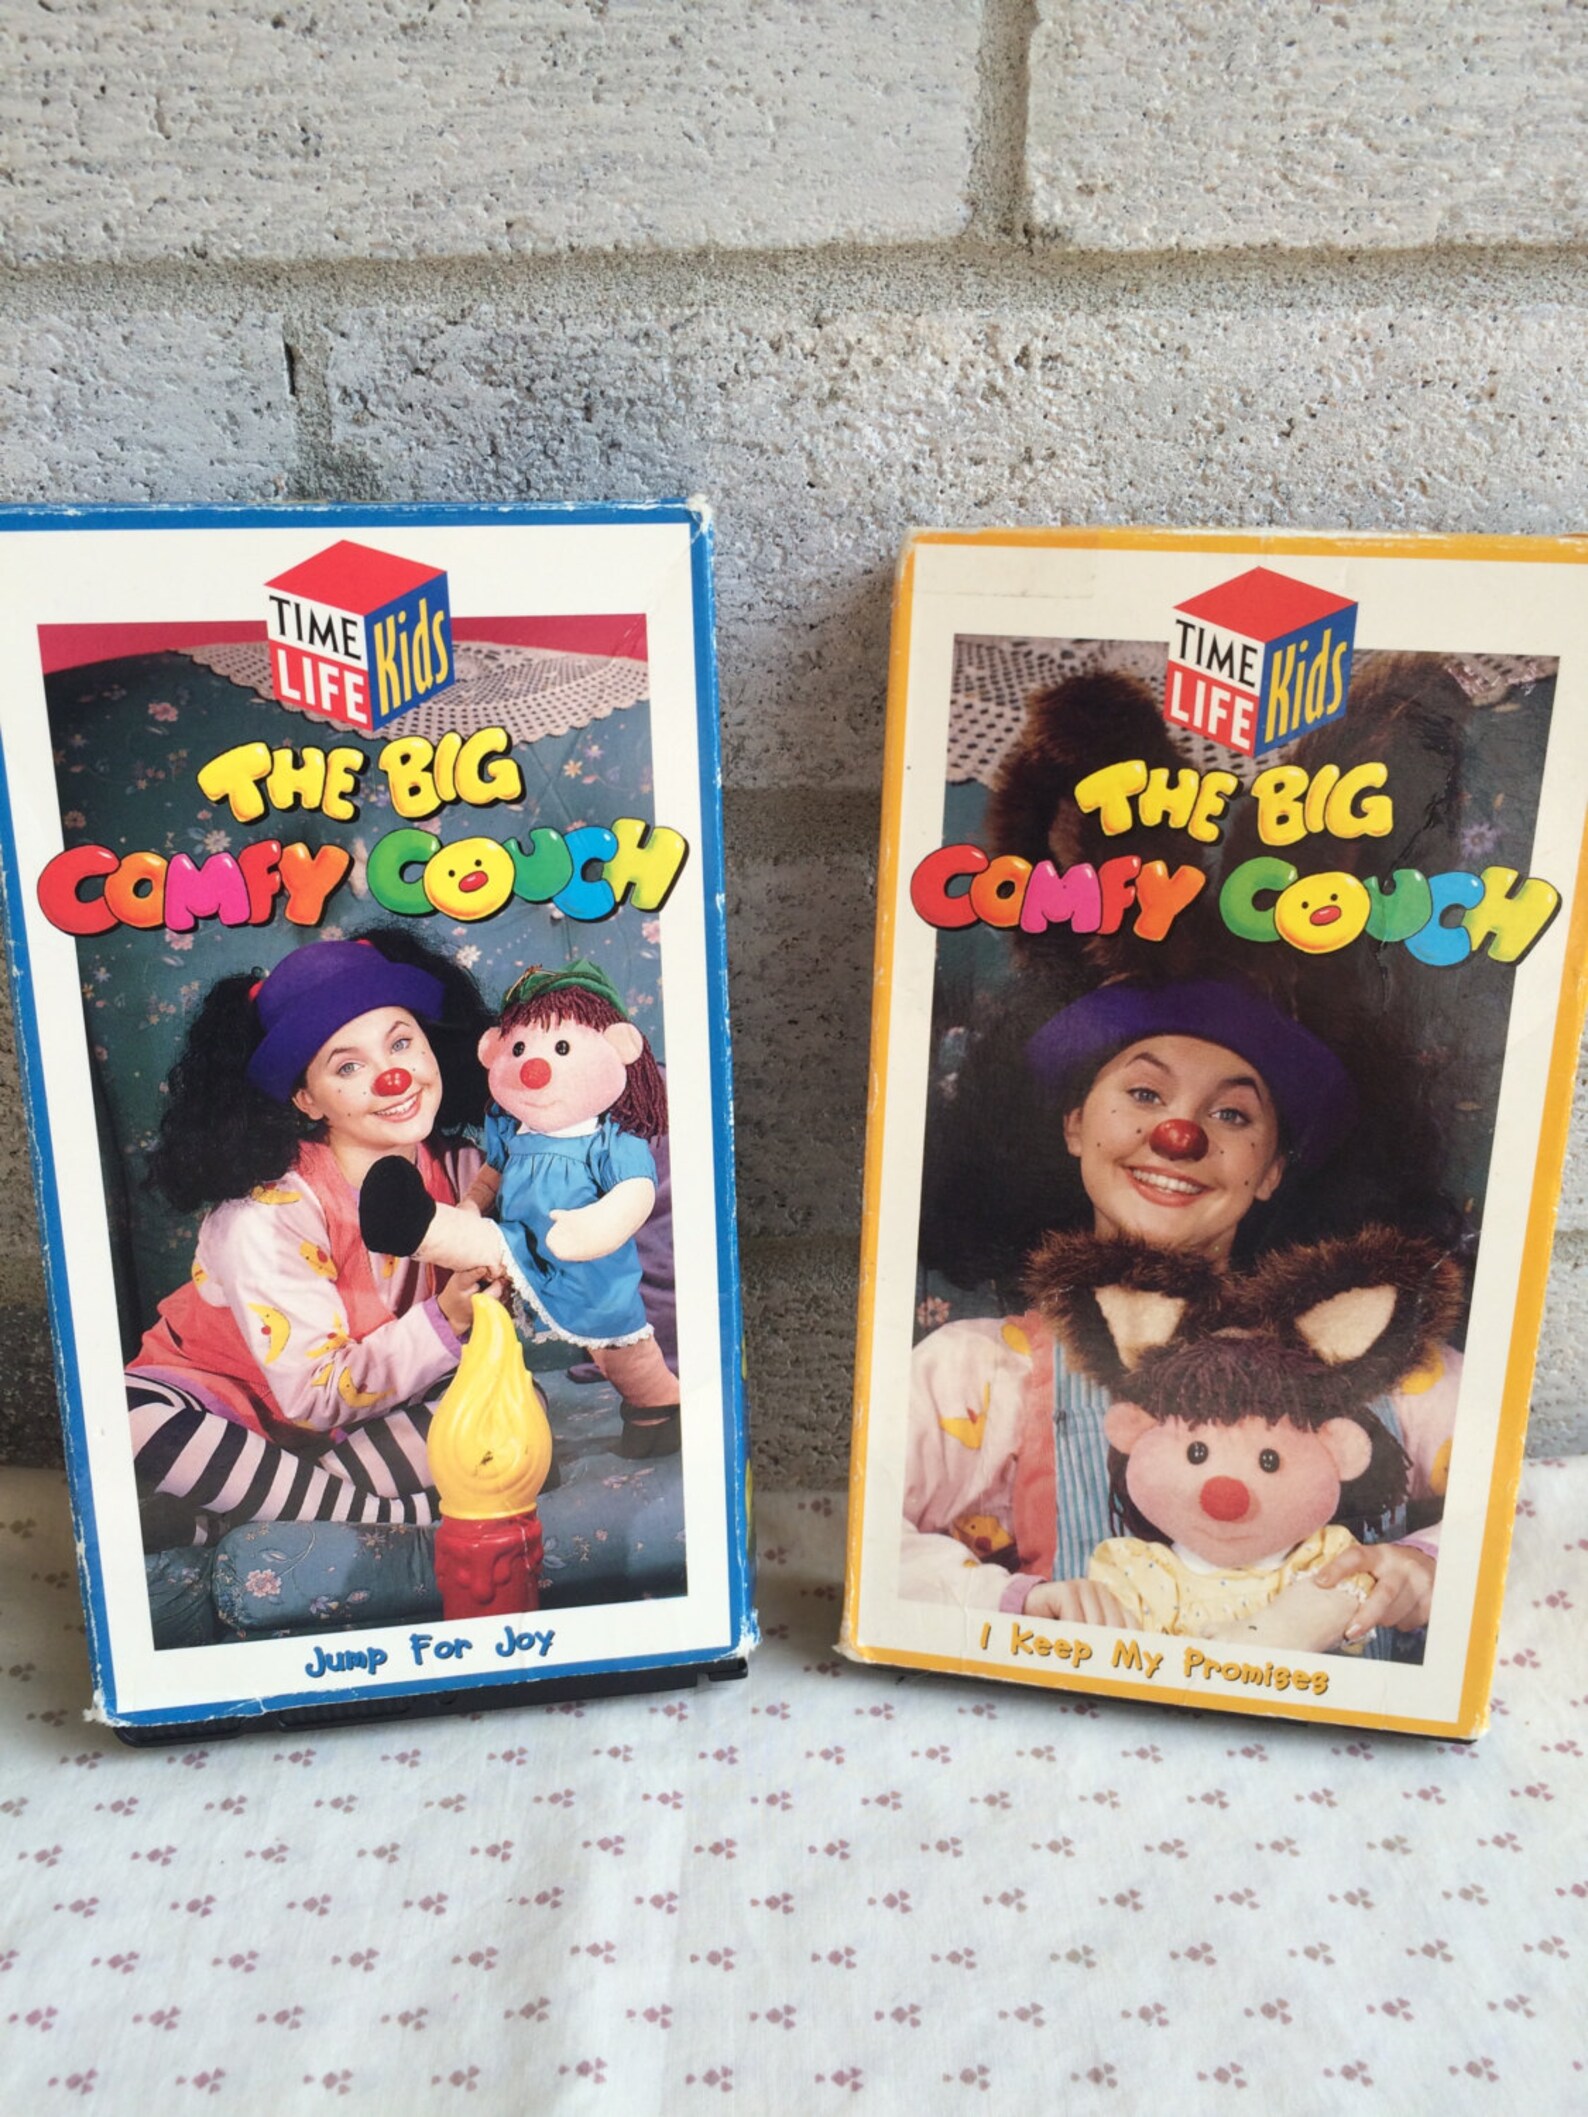 TIME
LIFE
Kids
THE BIG
COMFY COUCH
Jump For Joy
TIME
LIFE
Kids
THE BIG
COMFY COUCH
I Keep My Promises